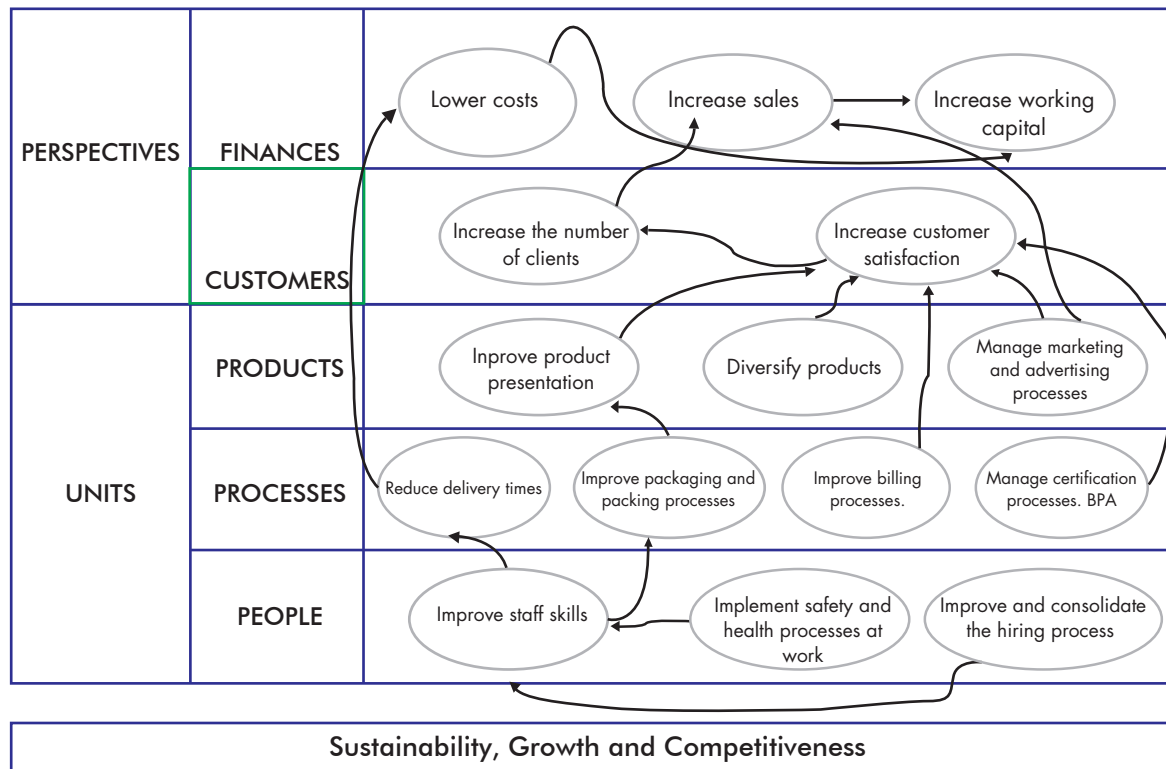 Lower costs
Increase sales
Increase working
capital
PERSPECTIVES
FINANCES
Increase the number
of clients
Increase customer
satisfaction
CUSTOMERS
Inprove product
presentation
Diversify products
Manage marketing
and advertising
processes
PRODUCTS
UNITS
PROCESSES
Reduce delivery times
Improve packaging and
packing processes
Improve billing
processes.
Manage certification
processes. BPA
PEOPLE
Improve staff skills
Implement safety and
health processes at
work
Improve and consolidate
the hiring process
Sustainability, Growth and Competitiveness